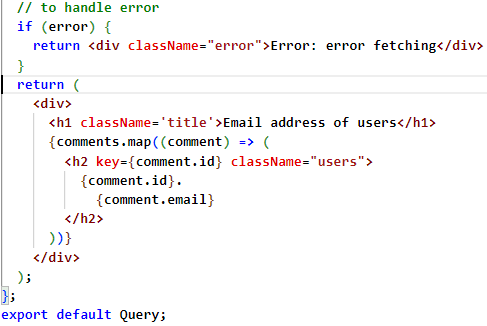 // to handle error
if (error) {
return <div className="error">Error: error fetching</div>
}
return (
<div>
<h1 className='title'>Email address of users</h1>
{comments.map((comment) => (
<h2 key={comment.id} className="users">
{comment.id}.
{comment.email}
</h2>
))}
</div>
);
};
export default Query;